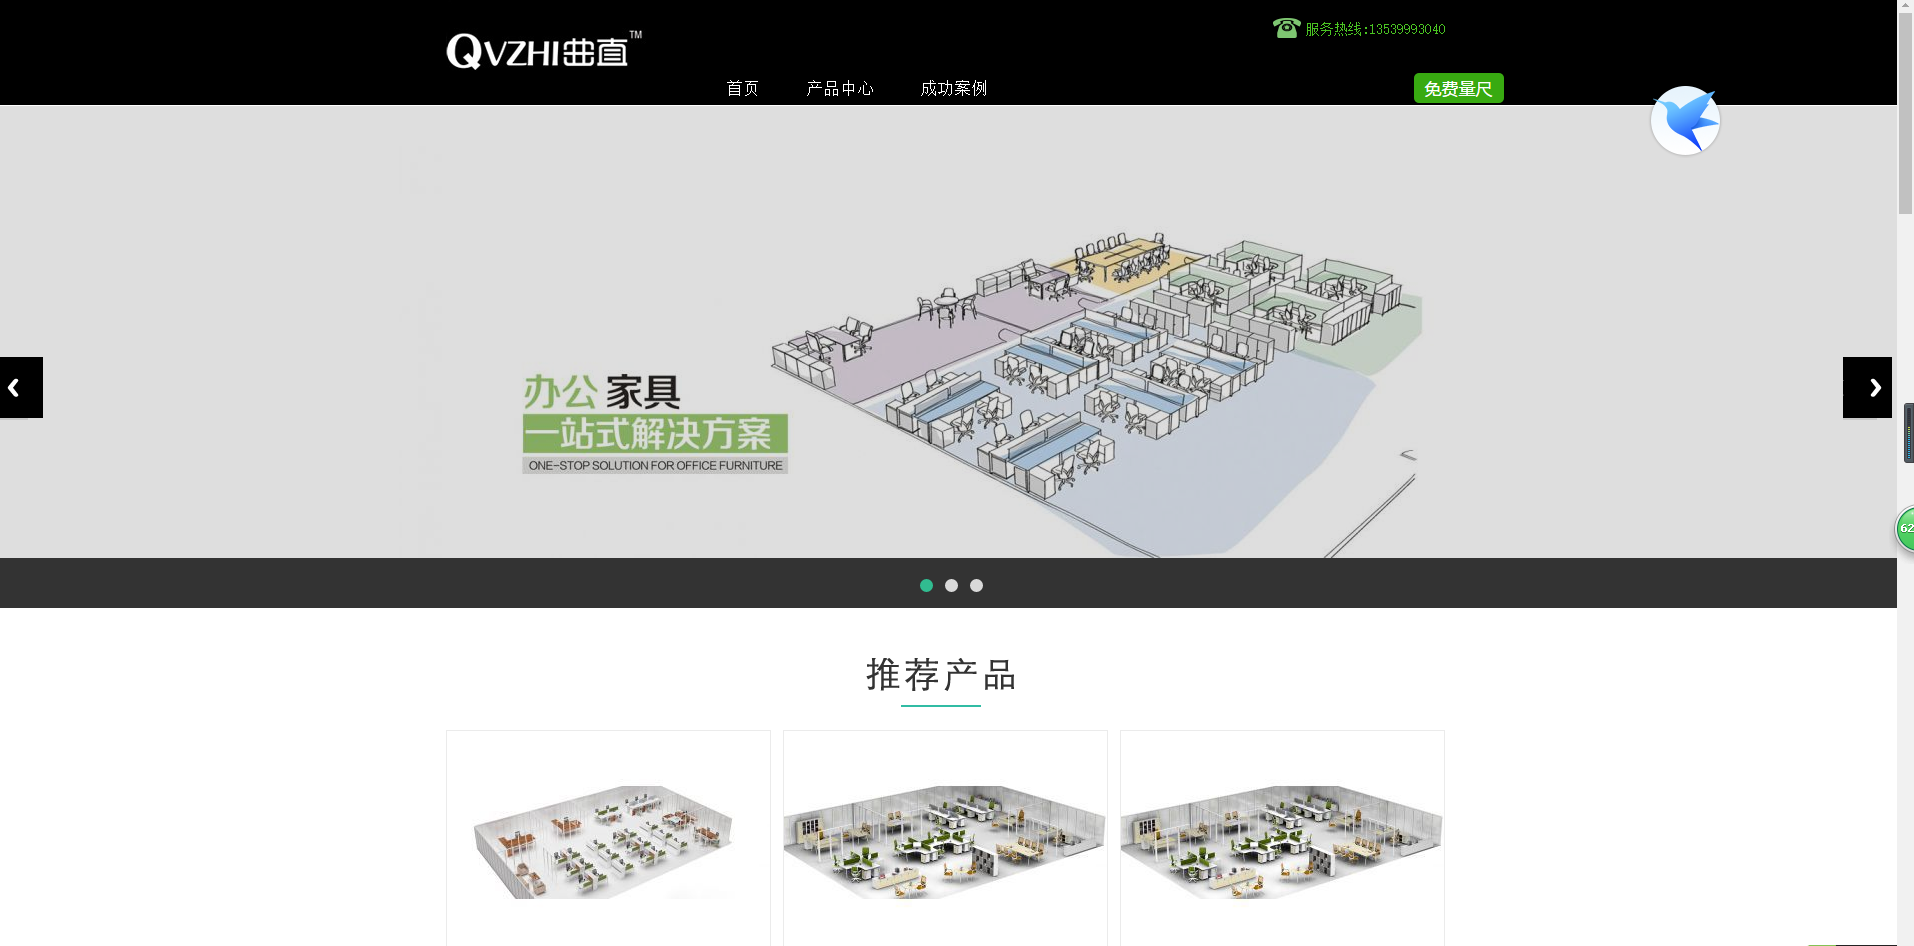 QVZHI曲直™
服务热线:13539993040
首页 产品中心 成功案例
免费量尺
办公 家具
一站式解决方案
ONE-STOP SOLUTION FOR OFFICE FURNITURE
62
推荐产品